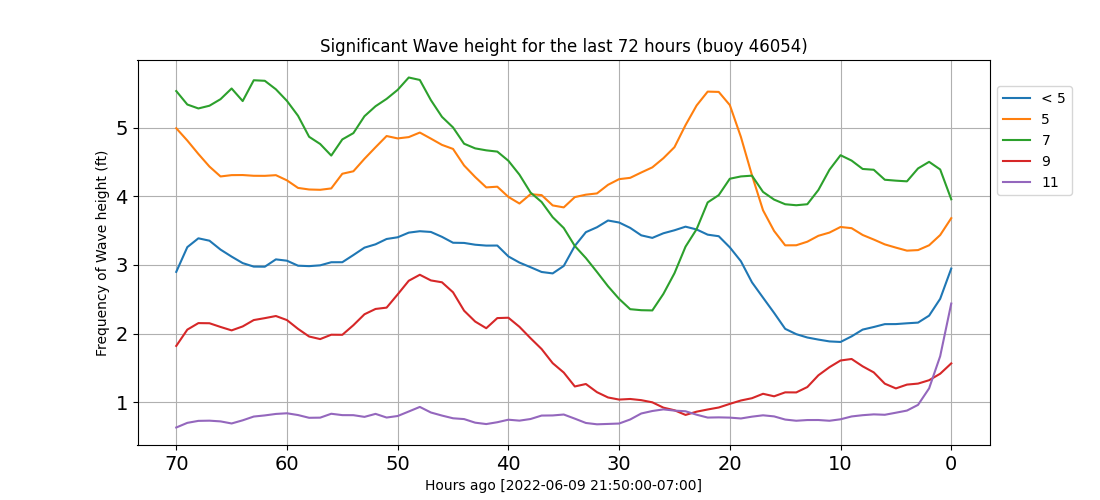 Significant Wave height for the last 72 hours (buoy 46054)
Frequency of Wave height (ft)
5
4
3
2
1
70 60 50 40 30 20 10 0
Hours ago [2022-06-09 21:50:00-07:00]
< 5
5
7
9
11